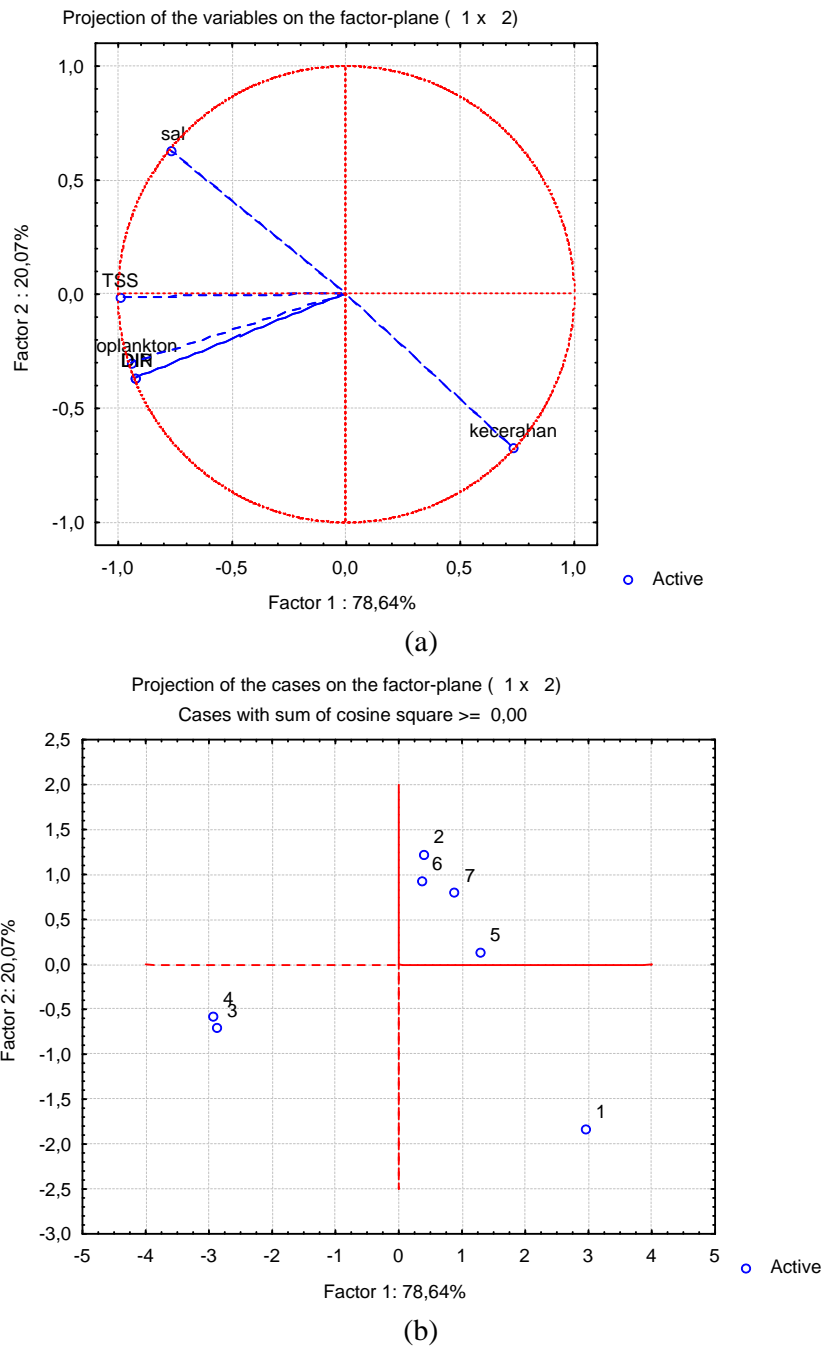 Projection of the variables on the factor-plane ( 1 x 2)
1,0
sal
0,5
Factor 2 : 20,07%
TSS
0,0
oplankton
-0,5
kecerahan
-1,0
-1,0 -0,5 0,0 0,5 1,0
Active
Factor 1 : 78,64%
(a)
Projection of the cases on the factor-plane ( 1 x 2)
Cases with sum of cosine square >= 0,00
2,5
2,0
1,5
2
1,0
6
7
0,5
5
Factor 2: 20,07%
0,0
4
-0,5
3
-1,0
-1,5
1
-2,0
-2,5
-3,0
-5 -4 -3 -2 -1 0 1 2 3 4 5
Active
Factor 1: 78,64%
(b)